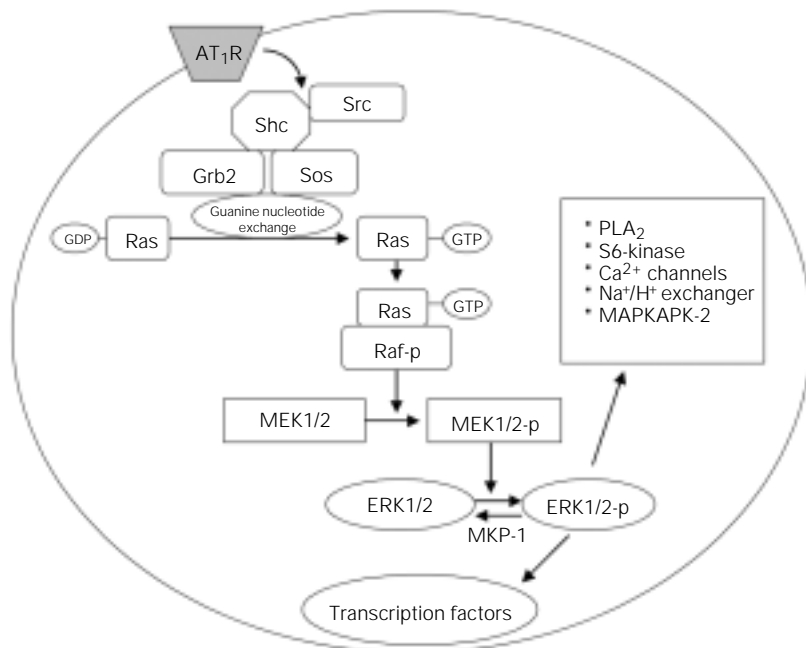 AT₁R
Src
Shc
Grb2
Sos
Guanine nucleotide
exchange
GDP
Ras
Ras
GTP
* PLA₂
* S6-kinase
* Ca²⁺ channels
* Na⁺/H⁺ exchanger
* MAPKAPK-2
Ras
GTP
Raf-p
MEK1/2
MEK1/2-p
ERK1/2
ERK1/2-p
MKP-1
Transcription factors